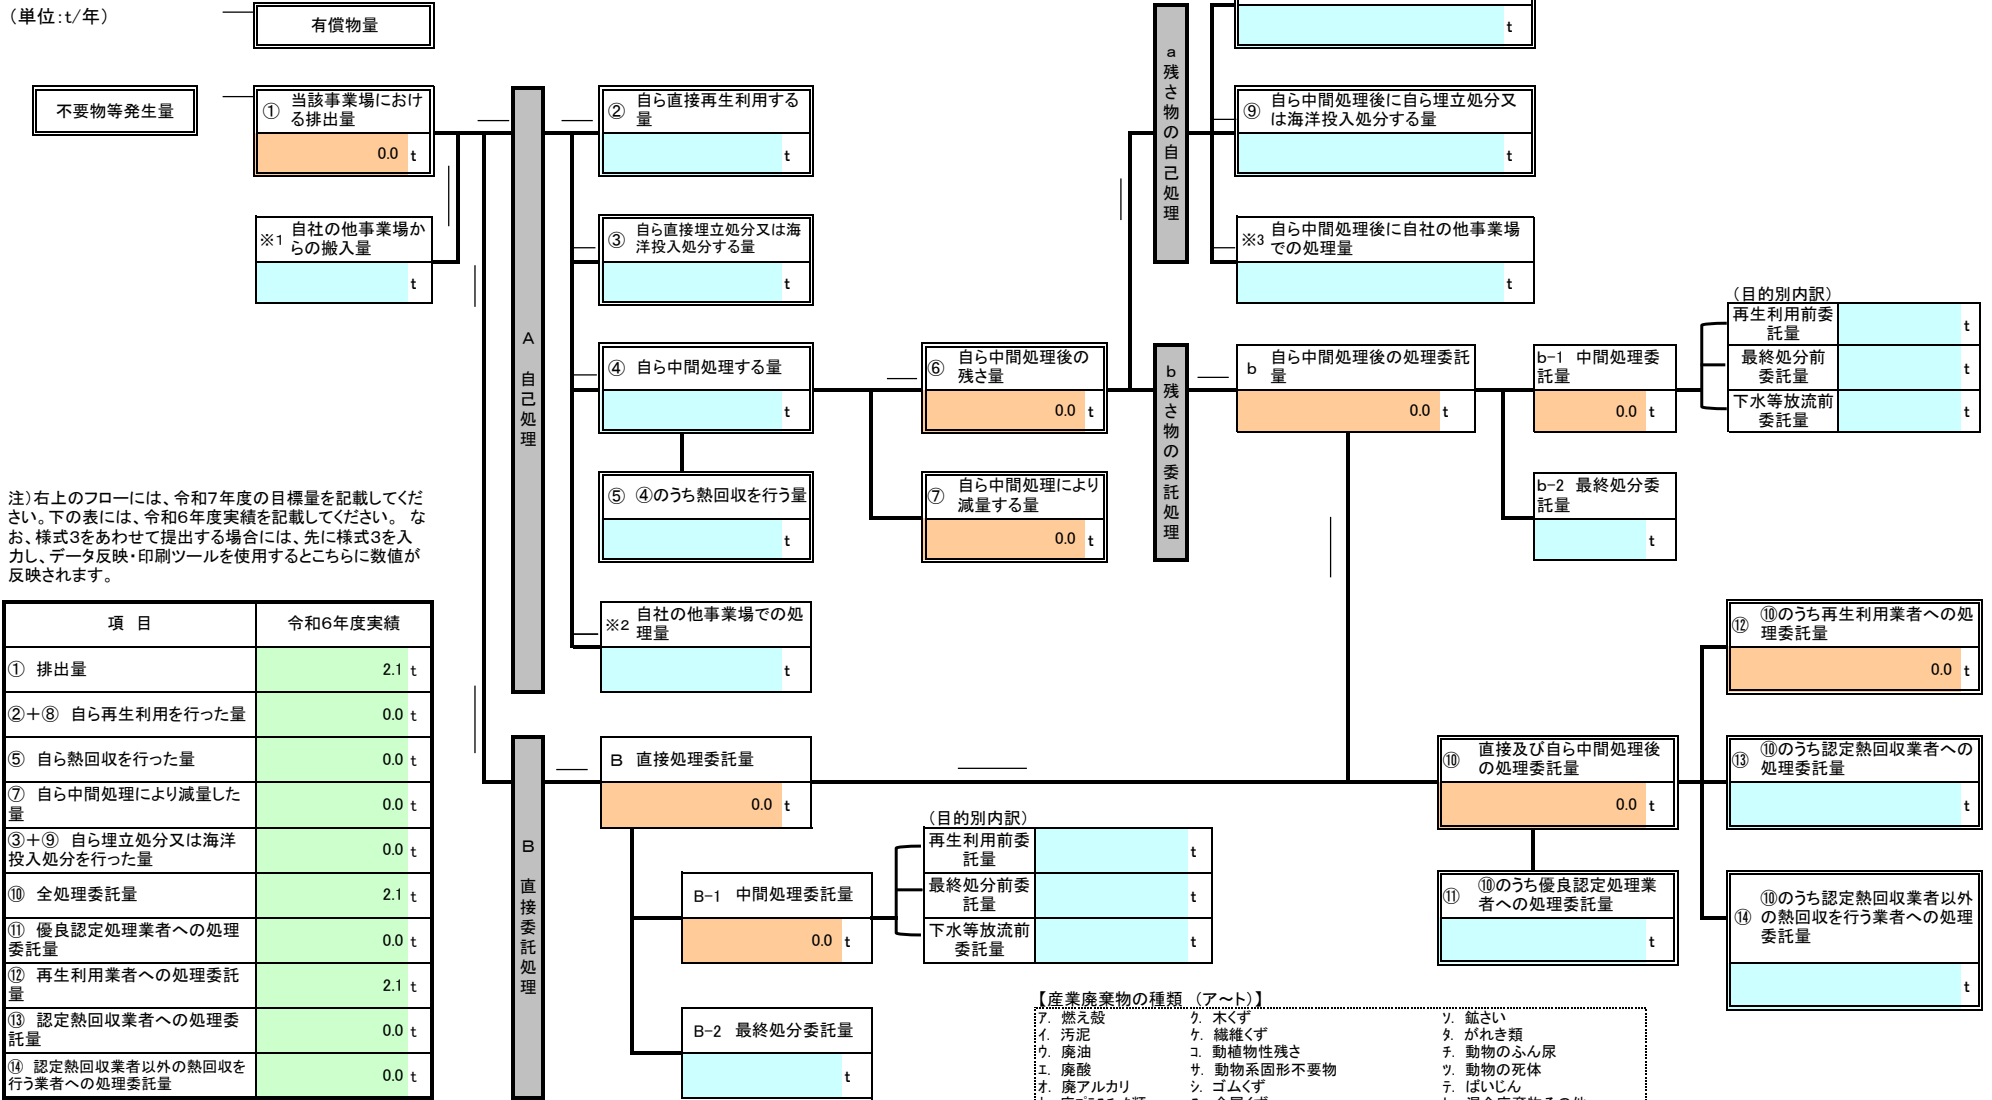 （単位：t/年）
有償物量
不要物等発生量
① 当該事業場におけ
る排出量
0.0 t
※1 自社の他事業場か
らの搬入量
t
A 自己処理
② 自ら直接再生利用する
量
t
③ 自ら直接埋立処分又は海
洋投入処分する量
t
④ 自ら中間処理する量
t
⑤ ④のうち熱回収を行う量
t
※2 自社の他事業場での処
理量
t
⑥ 自ら中間処理後の
残さ量
0.0 t
⑦ 自ら中間処理により
減量する量
0.0 t
a 残さ物の自己処理
t
⑨ 自ら中間処理後に自ら埋立処分又
は海洋投入処分する量
t
※3 自ら中間処理後に自社の他事業場
での処理量
t
b 残さ物の委託処理
b 自ら中間処理後の処理委託
量
0.0 t
b-1 中間処理委
託量
0.0 t
b-2 最終処分委
託量
t
（目的別内訳）
再生利用前委
託量
t
最終処分前
委託量
t
下水等放流前
委託量
t
注）右上のフローには、令和７年度の目標量を記載してくだ
さい。下の表には、令和６年度実績を記載してください。 な
お、様式３をあわせて提出する場合には、先に様式３を入
力し、データ反映・印刷ツールを使用するとこちらに数値が
反映されます。
項 目 令和６年度実績
① 排出量 2.1 t
②＋⑧ 自ら再生利用を行った量 0.0 t
⑤ 自ら熱回収を行った量 0.0 t
⑦ 自ら中間処理により減量した
量 0.0 t
③＋⑨ 自ら埋立処分又は海洋
投入処分を行った量 0.0 t
⑩ 全処理委託量 2.1 t
⑪ 優良認定処理業者への処理
委託量 0.0 t
⑫ 再生利用業者への処理委託
量 2.1 t
⑬ 認定熱回収業者への処理委
託量 0.0 t
⑭ 認定熱回収業者以外の熱回収を
行う業者への処理委託量 0.0 t
B 直接委託処理
B 直接処理委託量
0.0 t
B-1 中間処理委託量
0.0 t
B-2 最終処分委託量
t
（目的別内訳）
再生利用前委
託量
t
最終処分前委
託量
t
下水等放流前
委託量
t
⑩ 直接及び自ら中間処理後
の処理委託量
0.0 t
⑪ ⑩のうち優良認定処理業
者への処理委託量
t
⑫ ⑩のうち再生利用業者への処
理委託量
0.0 t
⑬ ⑩のうち認定熱回収業者への
処理委託量
t
⑭ ⑩のうち認定熱回収業者以外
の熱回収を行う業者への処理
委託量
t
【産業廃棄物の種類 （ア～ト）】
ア. 燃え殻 ク. 木くず ソ. 鉱さい
イ. 汚泥 ケ. 繊維くず タ. がれき類
ウ. 廃油 コ. 動植物性残さ チ. 動物のふん尿
エ. 廃酸 サ. 動物系固形不要物 ツ. 動物の死体
オ. 廃アルカリ シ. ゴムくず テ. ばいじん